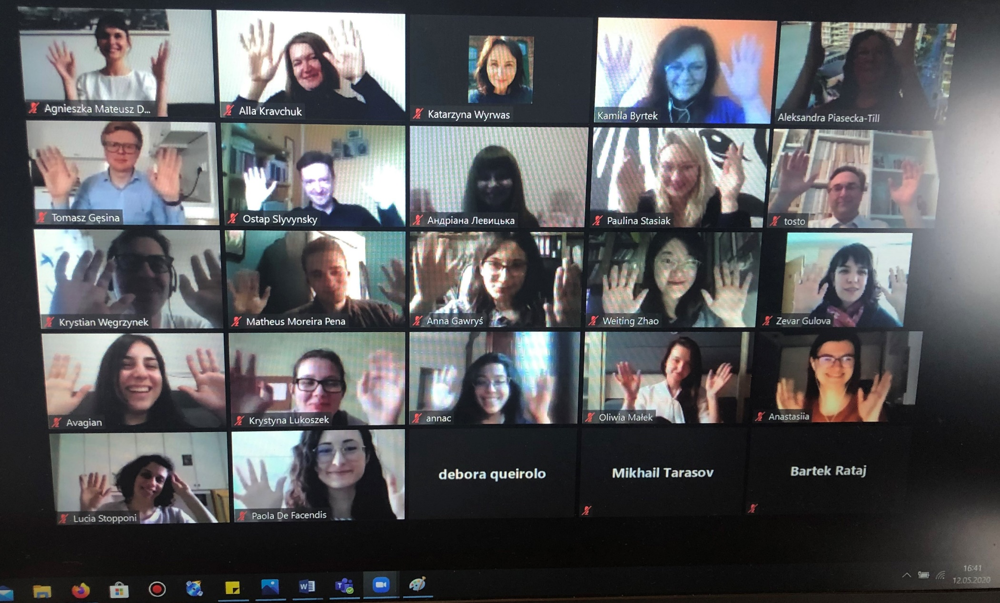 Agnieszka Mateusz D...
Alla Kravchuk
Katarzyna Wyrwas
Kamila Byrtek
Aleksandra Piasecka-Till
Tomasz Gęsina
Ostap Slyvynsky
Андріана Левицька
Paulina Stasiak
tosto
Krystian Węgrzynek
Matheus Moreira Pena
Anna Gawryś
Weiting Zhao
Zevar Gulova
Avagian
Krystyna Lukoszek
annac
Oliwia Małek
Anastasiia
Lucia Stopponi
Paola De Facendis
debora queirolo
Mikhail Tarasov
Bartek Rataj
16:41
12.05.2020